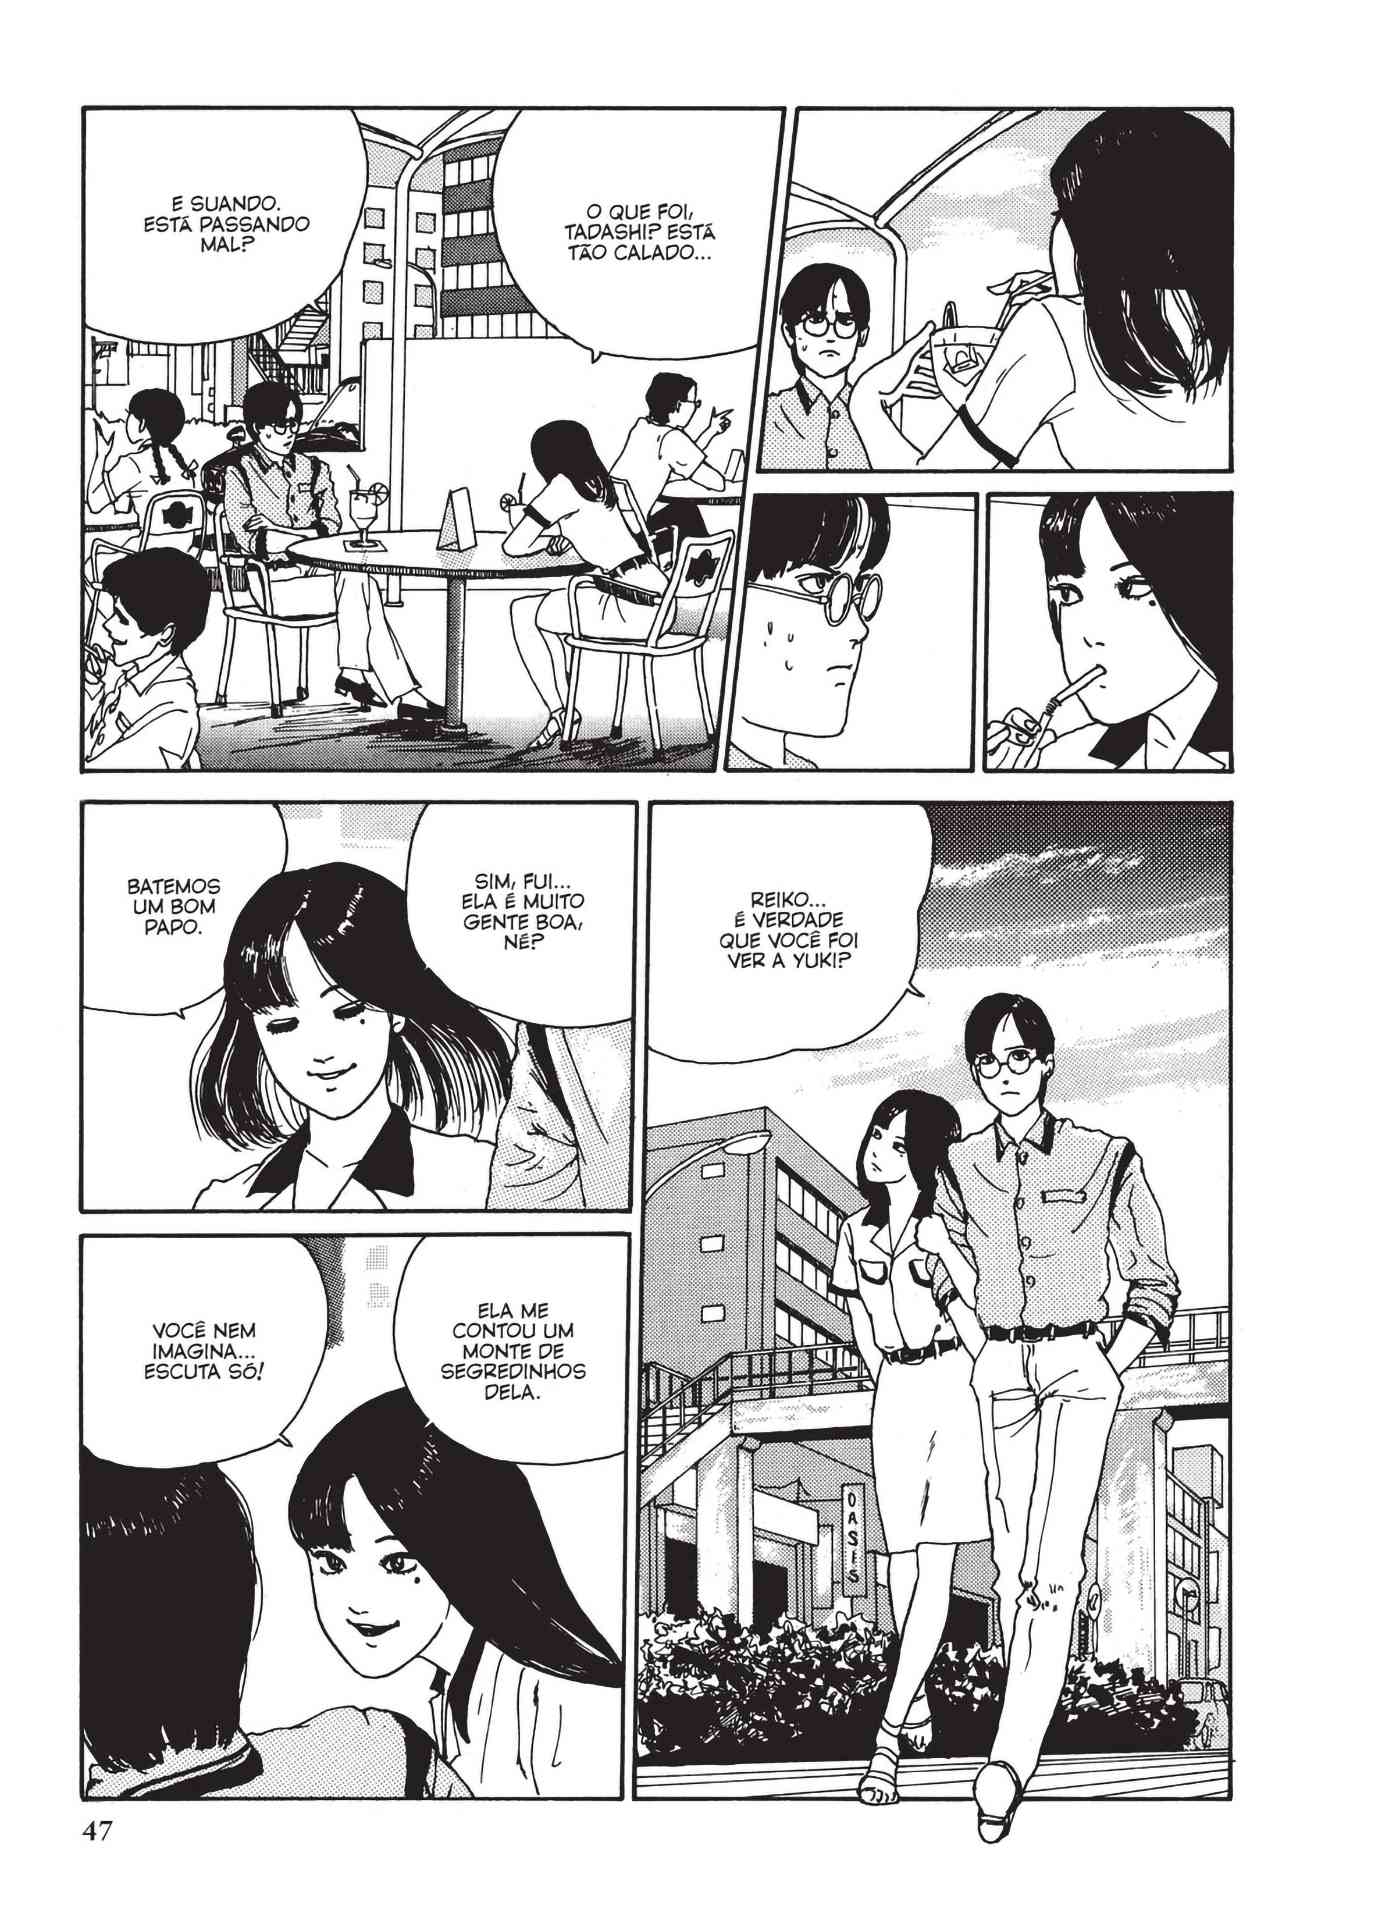 O QUE FOI,
TADASHI? ESTÁ
TÃO CALADO...
E SUANDO.
ESTÁ PASSANDO
MAL?
REIKO...
É VERDADE
QUE VOCÊ FOI
VER A YUKI?
OASIS
SIM, FUI...
ELA É MUITO
GENTE BOA,
NÉ?
BATEMOS
UM BOM
PAPO.
ELA ME
CONTOU UM
MONTE DE
SEGREDINHOS
DELA.
VOCÊ NEM
IMAGINA...
ESCUTA SÓ!
47